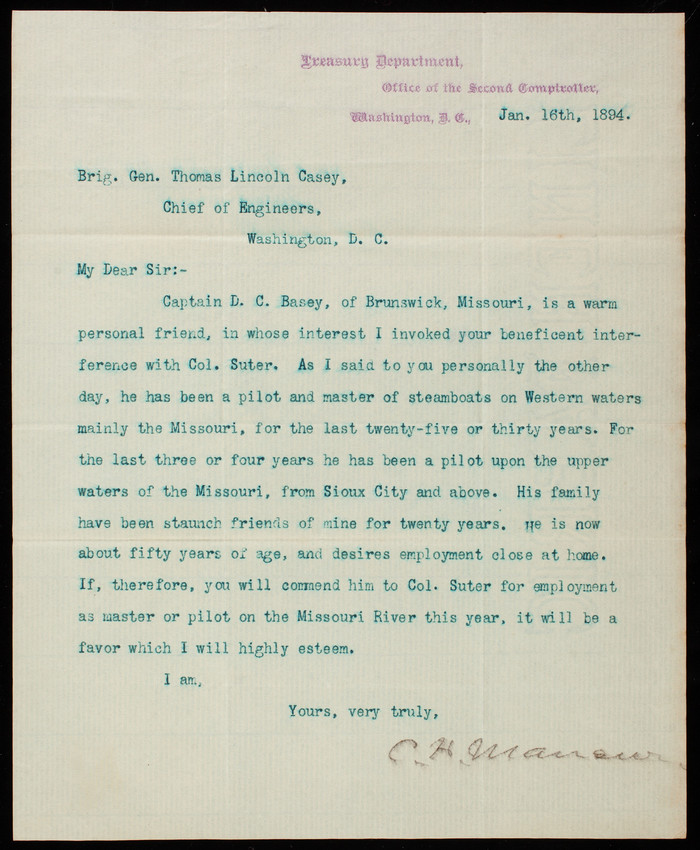 Treasury Department,
Office of the Second Comptroller,
Washington, D. C., Jan. 16th, 1894.
Brig. Gen. Thomas Lincoln Casey,
Chief of Engineers,
Washington, D. C.
My Dear Sir:-
Captain D. C. Basey, of Brunswick, Missouri, is a warm
personal friend, in whose interest I invoked your beneficent inter-
ference with Col. Suter. As I said to you personally the other
day, he has been a pilot and master of steamboats on Western waters
mainly the Missouri, for the last twenty-five or thirty years. For
the last three or four years he has been a pilot upon the upper
waters of the Missouri, from Sioux City and above. His family
have been staunch friends of mine for twenty years. He is now
about fifty years of age, and desires employment close at home.
If, therefore, you will commend him to Col. Suter for employment
as master or pilot on the Missouri River this year, it will be a
favor which I will highly esteem.
I am,
Yours, very truly,
C. H. Mansur